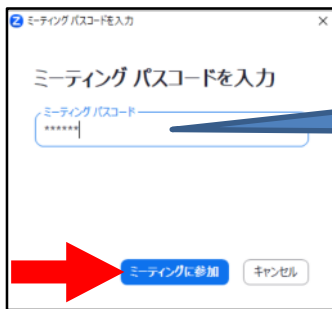 Z ミーティング パスコードを入力
ミーティング パスコードを入力
ミーティング パスコード
******
ミーティングに参加 キャンセル